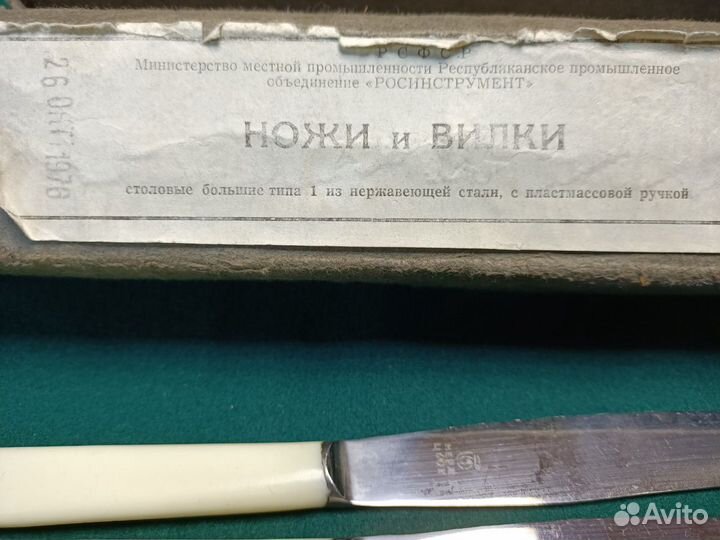 РСФСР
Министерство местной промышленности Республиканское промышленное
объединение «РОСИНСТРУМЕНТ»
НОЖИ и ВИЛКИ
столовые большие типа 1 из нержавеющей стали, с пластмассовой ручкой
26 ОКТ 1976
Avito